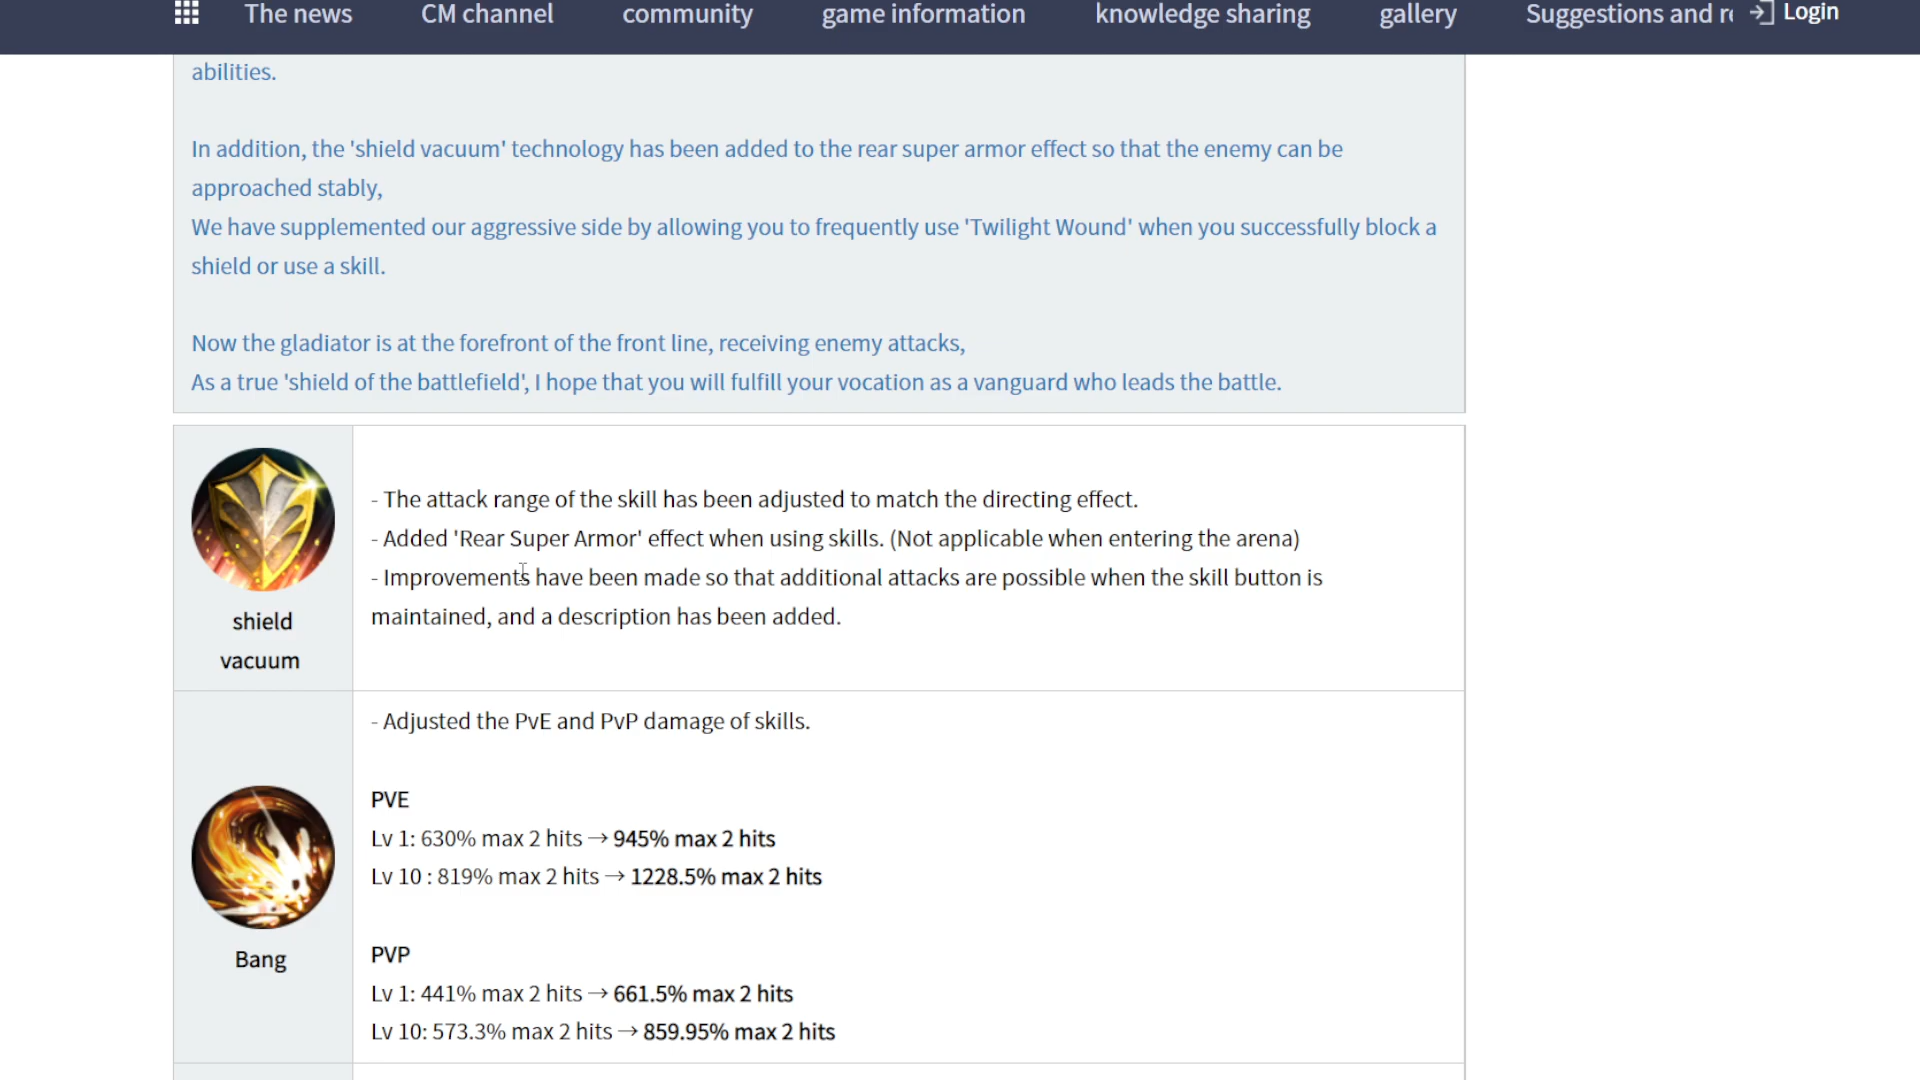 The news CM channel community game information knowledge sharing gallery Suggestions and Login
abilities.
In addition, the 'shield vacuum' technology has been added to the rear super armor effect so that the enemy can be
approached stably,
We have supplemented our aggressive side by allowing you to frequently use 'Twilight Wound' when you successfully block a
shield or use a skill.
Now the gladiator is at the forefront of the front line, receiving enemy attacks,
As a true 'shield of the battlefield', I hope that you will fulfill your vocation as a vanguard who leads the battle.
- The attack range of the skill has been adjusted to match the directing effect.
- Added 'Rear Super Armor' effect when using skills. (Not applicable when entering the arena)
- Improvements have been made so that additional attacks are possible when the skill button is
maintained, and a description has been added.
shield
vacuum
- Adjusted the PvE and PvP damage of skills.
PVE
Lv 1: 630% max 2 hits → 945% max 2 hits
Lv 10 : 819% max 2 hits → 1228.5% max 2 hits
PVP
Lv 1: 441% max 2 hits → 661.5% max 2 hits
Lv 10: 573.3% max 2 hits → 859.95% max 2 hits
Bang